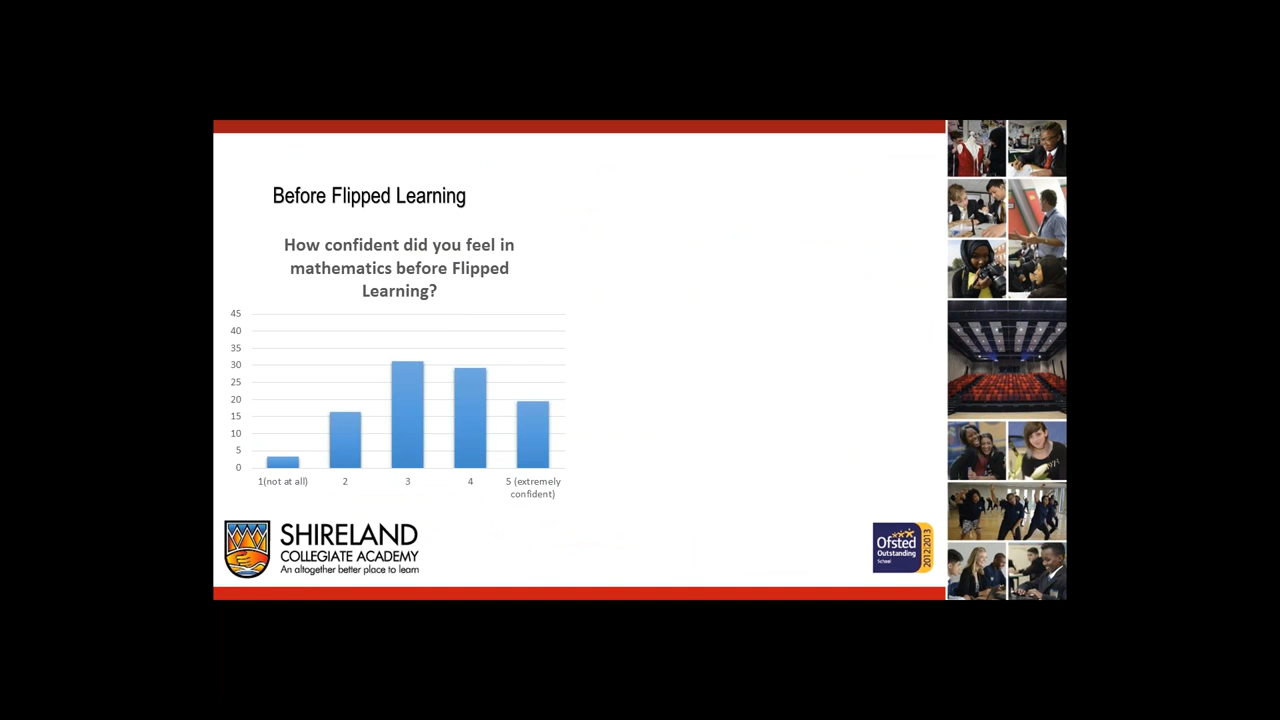 Before Flipped Learning
How confident did you feel in
mathematics before Flipped
Learning?
45
40
35
30
25
20
15
10
5
0
1(not at all)
2
3
4
5 (extremely
confident)
SHIRELAND
COLLEGIATE ACADEMY
An altogether better place to learn
Ofsted
Outstanding
School
2012|2013